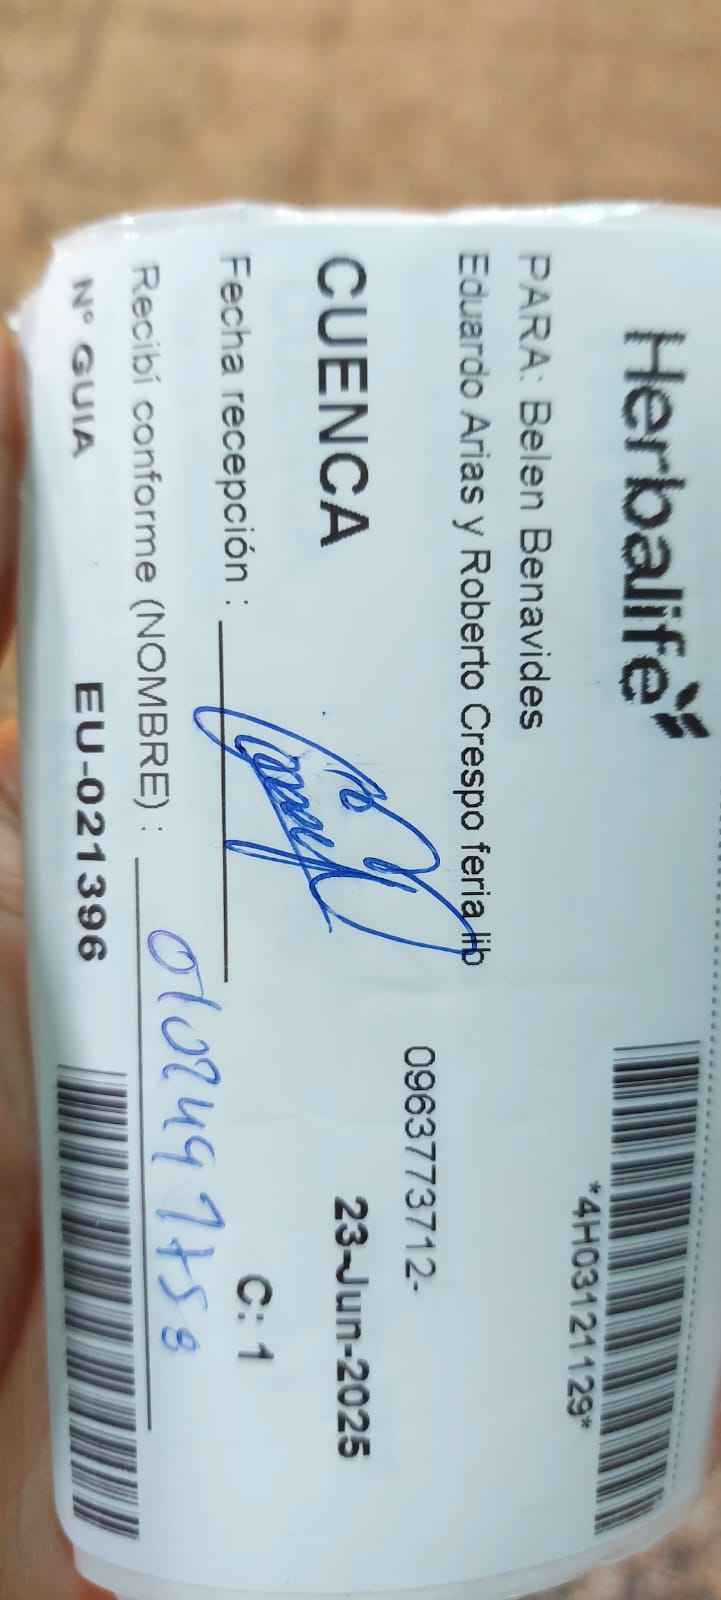 Herbalife
*4H03121129*
PARA: Belen Benavides
Eduardo Arias y Roberto Crespo feria lib
0963773712-
CUENCA 23-Jun-2025
Fecha recepción : C: 1
Recibí conforme (NOMBRE) :
Nº GUIA EU-021396